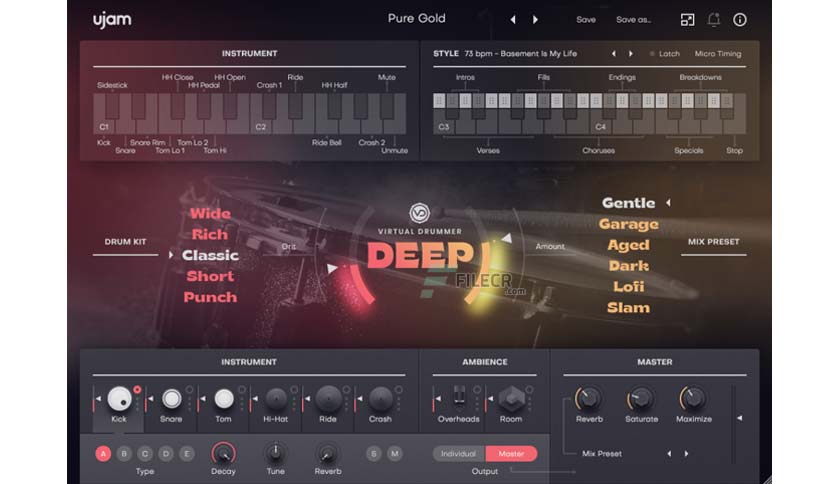 ujam
Pure Gold
Save
Save as..
INSTRUMENT
HH Close HH Open Ride Mute
Sidestick HH Pedal Crash 1 HH Half
C1 C2
Kick Snare Rim Tom Lo 2 Ride Bell Crash 2
Snare Tom Lo 1 Tom Hi Unmute
STYLE 73 bpm - Basement Is My Life Latch Micro Timing
Intros Fills Endings Breakdowns
C3 C4
Verses Choruses Specials Stop
DRUM KIT
Wide
Rich
Classic
Short
Punch
Dirt
VIRTUAL DRUMMER
DEEP
FILECR
.com
Amount
Gentle
Garage
Aged
Dark
Lofi
Slam
MIX PRESET
INSTRUMENT
Kick Snare Tom Hi-Hat Ride Crash
A B C D E
Type Decay Tune Reverb
S M
AMBIENCE
Overheads Room
Individual Master
Output
MASTER
Reverb Saturate Maximize
Mix Preset